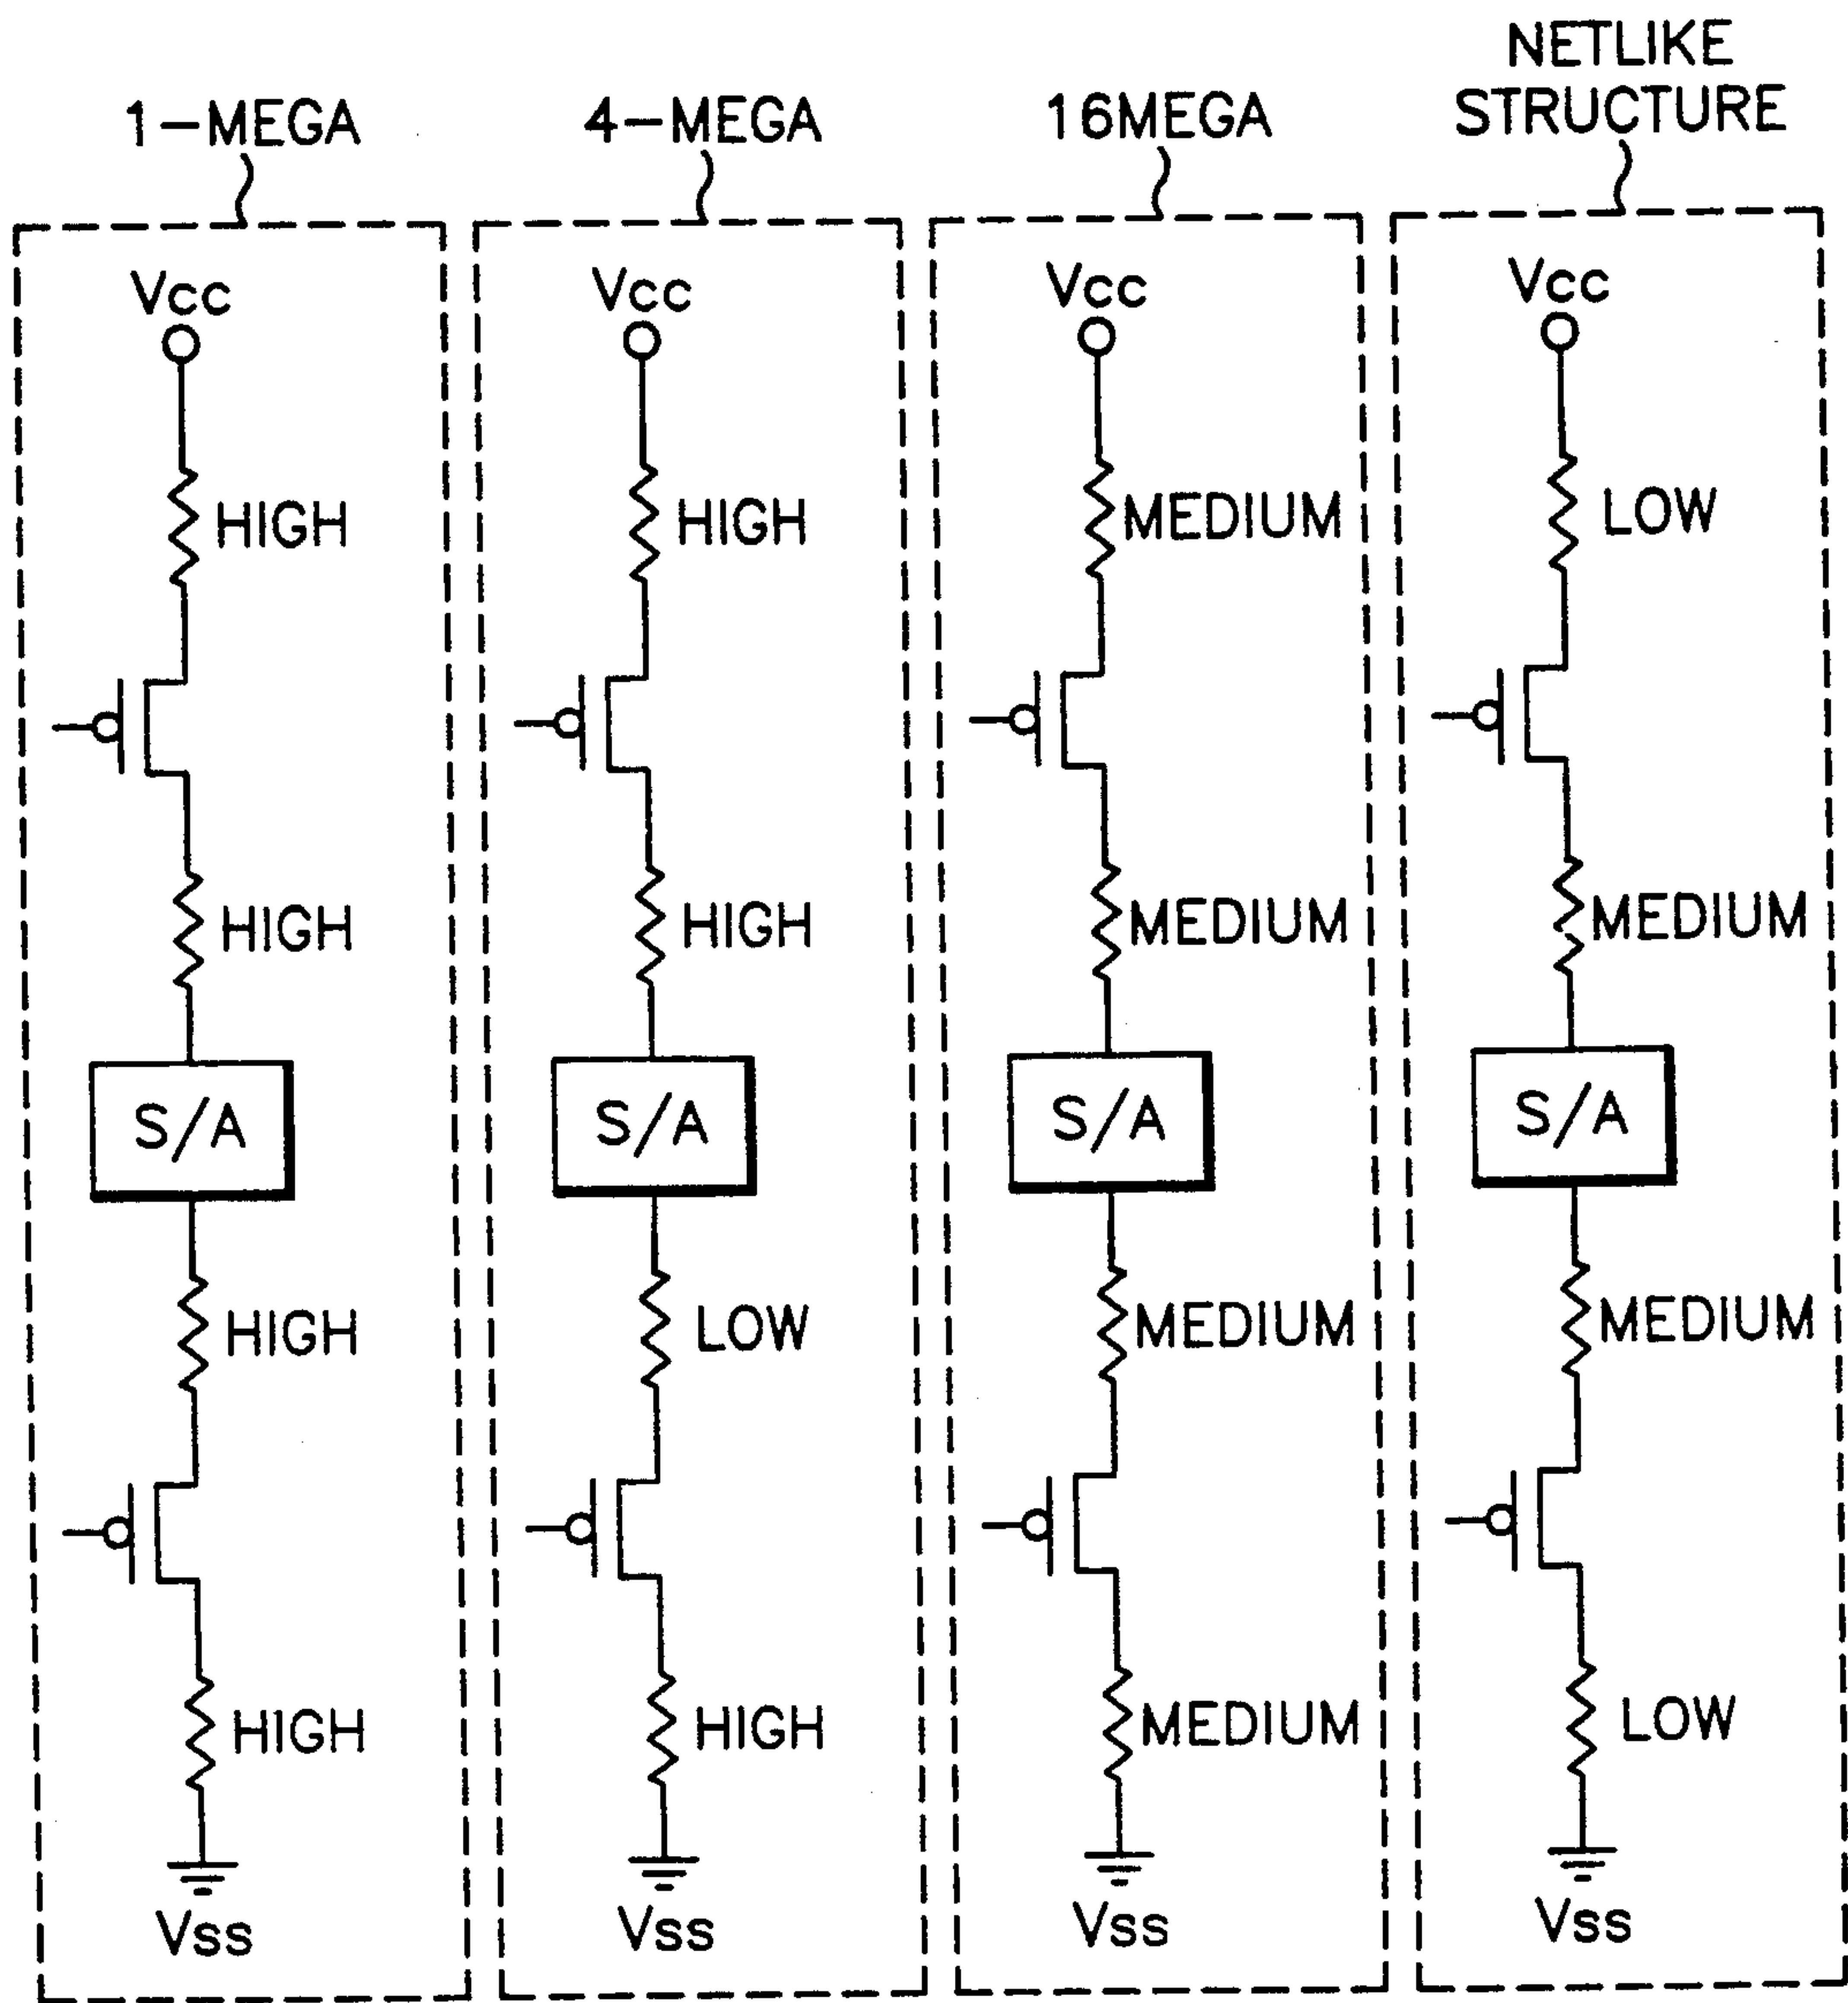 NETLIKE
STRUCTURE
1-MEGA 4-MEGA 16MEGA
Vcc Vcc Vcc Vcc
HIGH HIGH MEDIUM LOW
HIGH HIGH MEDIUM MEDIUM
S/A S/A S/A S/A
HIGH LOW MEDIUM MEDIUM
HIGH HIGH MEDIUM LOW
Vss Vss Vss Vss